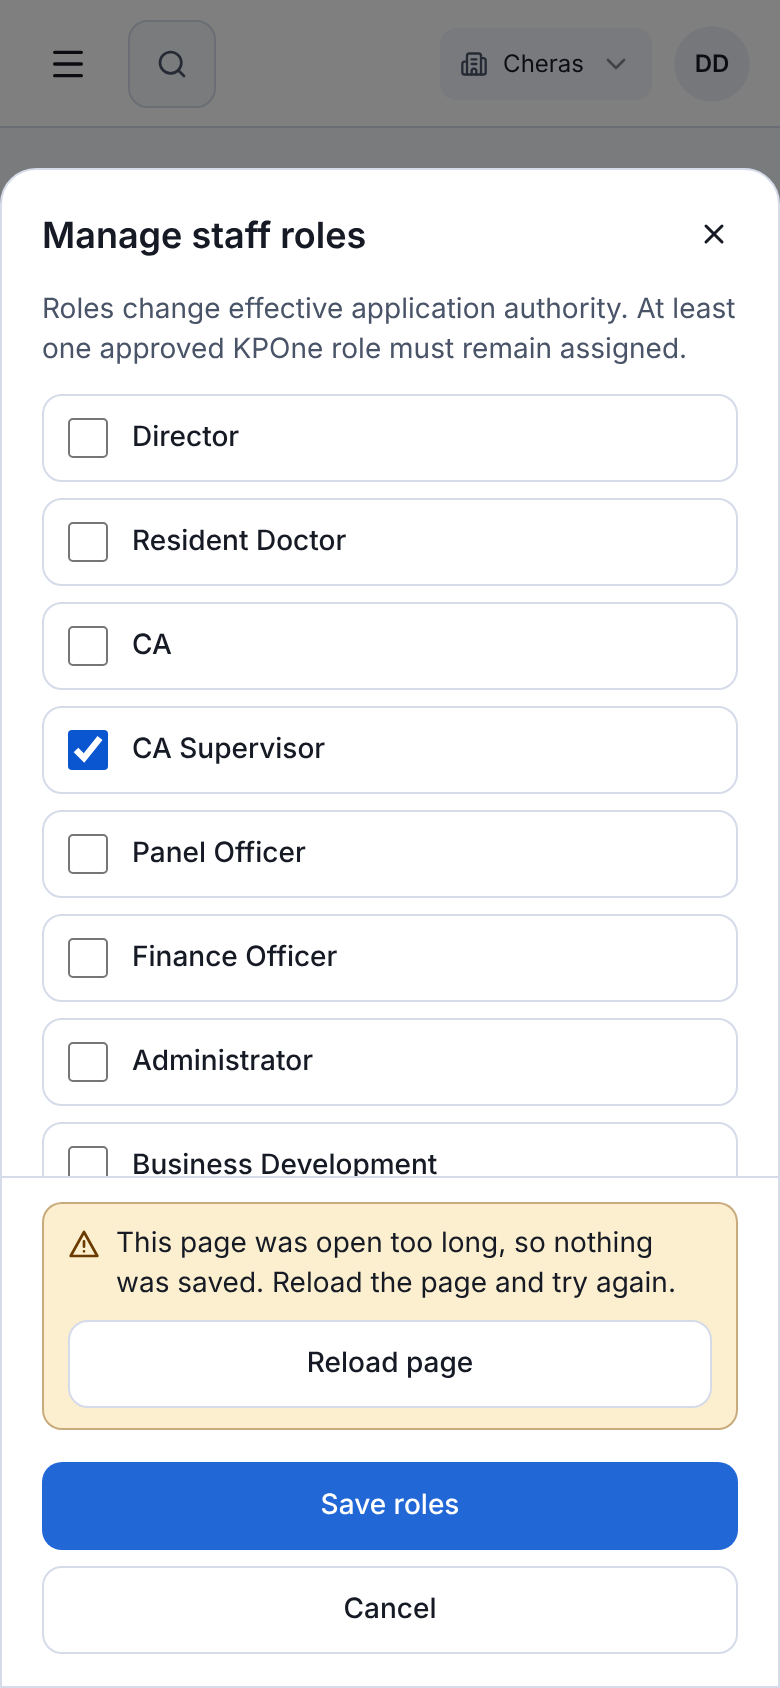 Cheras
DD
Manage staff roles
Roles change effective application authority. At least
one approved KPOne role must remain assigned.
Director
Resident Doctor
CA
CA Supervisor
Panel Officer
Finance Officer
Administrator
Business Development
This page was open too long, so nothing
was saved. Reload the page and try again.
Reload page
Save roles
Cancel